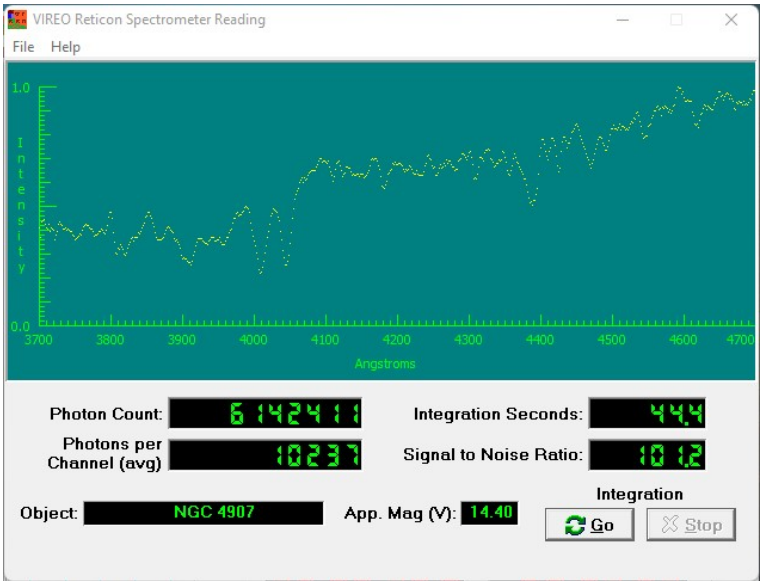 VIREO Reticon Spectrometer Reading
File Help
1.0
Intensity
0.0
3700 3800 3900 4000 4100 4200 4300 4400 4500 4600 4700
Angstroms
Photon Count: 6142411 Integration Seconds: 44.4
Photons per
Channel (avg) 10237 Signal to Noise Ratio: 101.2
Integration
Object: NGC 4907 App. Mag (V): 14.40 Go Stop